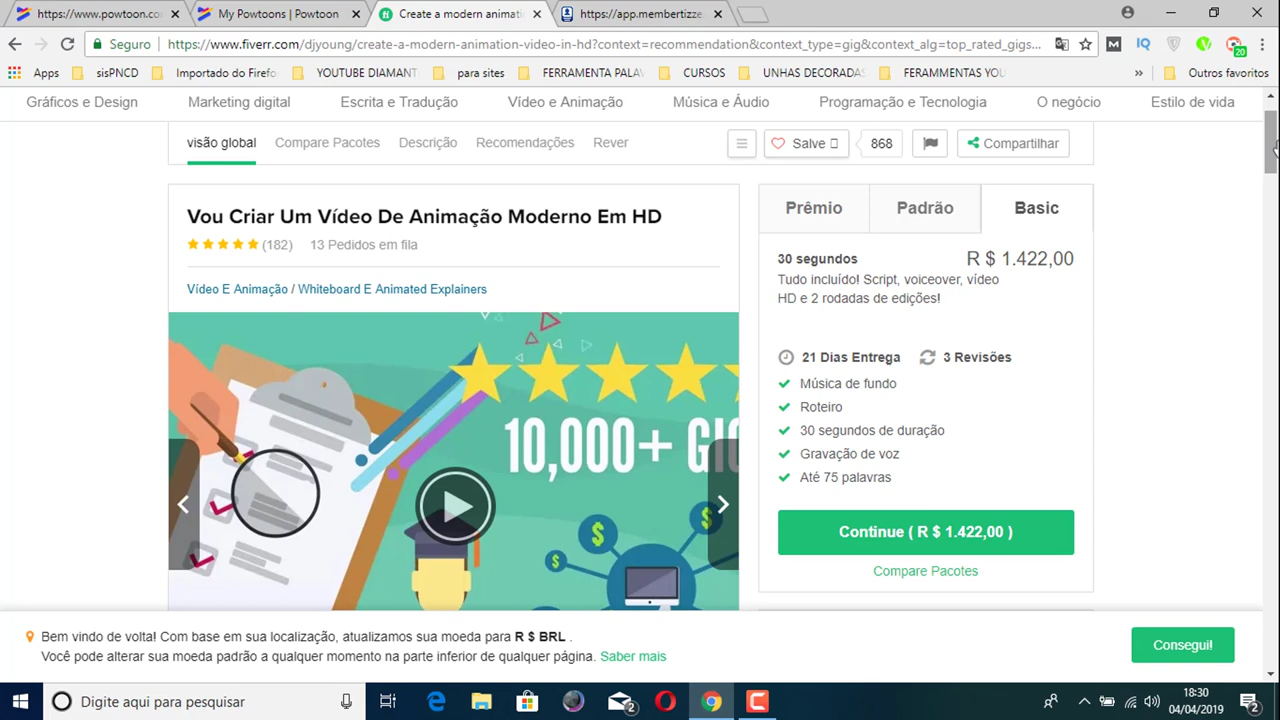 https://www.powtoon.co
My Powtoons | Powtoon
Create a modern animati
https://app.membertizze
Seguro
https://www.fiverr.com/djyoung/create-a-modern-animation-video-in-hd?context=recommendation&context_type=gig&context_alg=top_rated_gigs...
20
Apps
sisPNCD
Importado do Firefo
YOUTUBE DIAMANT
para sites
FERRAMENTA PALA
CURSOS
UNHAS DECORADAS
FERAMMENTAS YOU
Outros favoritos
Gráficos e Design
Marketing digital
Escrita e Tradução
Vídeo e Animação
Música e Áudio
Programação e Tecnologia
O negócio
Estilo de vida
visão global
Compare Pacotes
Descrição
Recomendações
Rever
Salve
868
Compartilhar
Vou Criar Um Vídeo De Animação Moderno Em HD
(182) 13 Pedidos em fila
Vídeo E Animação / Whiteboard E Animated Explainers
10,000+ GIG
Prêmio
Padrão
Basic
30 segundos
R $ 1.422,00
Tudo incluído! Script, voiceover, vídeo
HD e 2 rodadas de edições!
21 Dias Entrega
3 Revisões
Música de fundo
Roteiro
30 segundos de duração
Gravação de voz
Até 75 palavras
Continue ( R $ 1.422,00 )
Compare Pacotes
Bem vindo de volta! Com base em sua localização, atualizamos sua moeda para R $ BRL .
Você pode alterar sua moeda padrão a qualquer momento na parte inferior de qualquer página. Saber mais
Consegui!
Digite aqui para pesquisar
2
18:30
04/04/2019
2